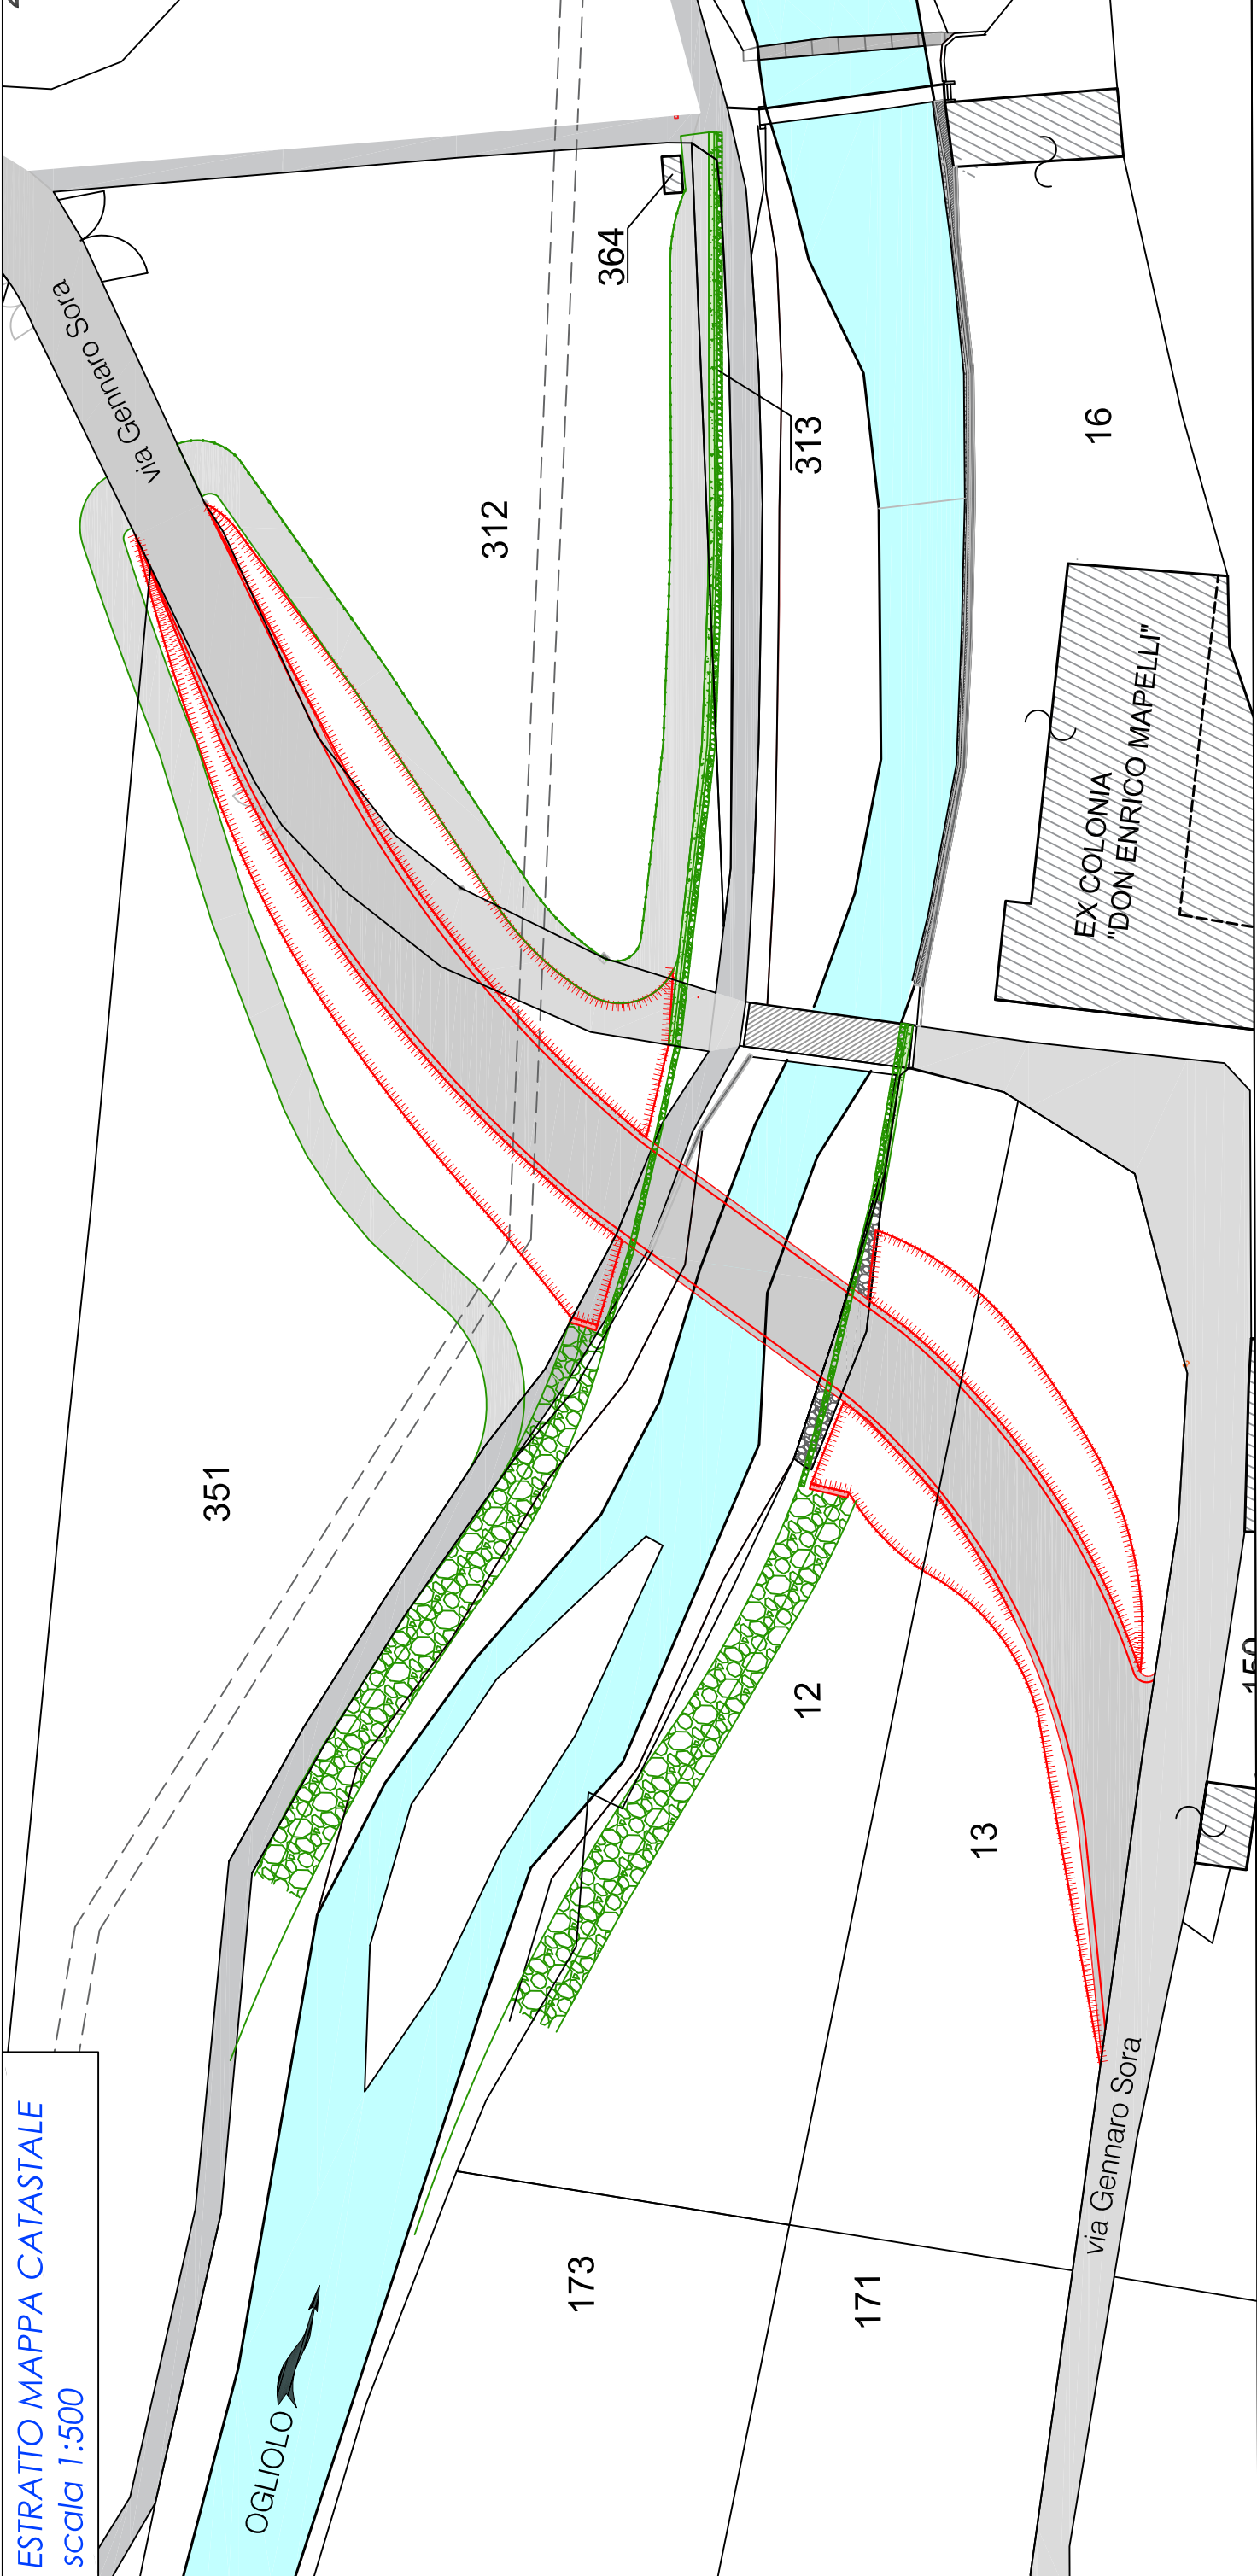 ESTRATTO MAPPA CATASTALE
scala 1:500
OGLIOLO
351
312
via Gennaro Sora
364
313
16
EX COLONIA
"DON ENRICO MAPELLI"
12
13
173
171
via Gennaro Sora